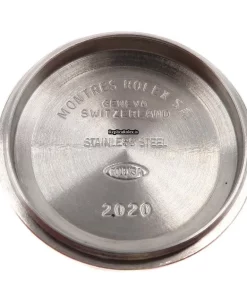 MONTRES ROLEX S.A
GENEVA
SWITZERLAND
STAINLESS STEEL
2020